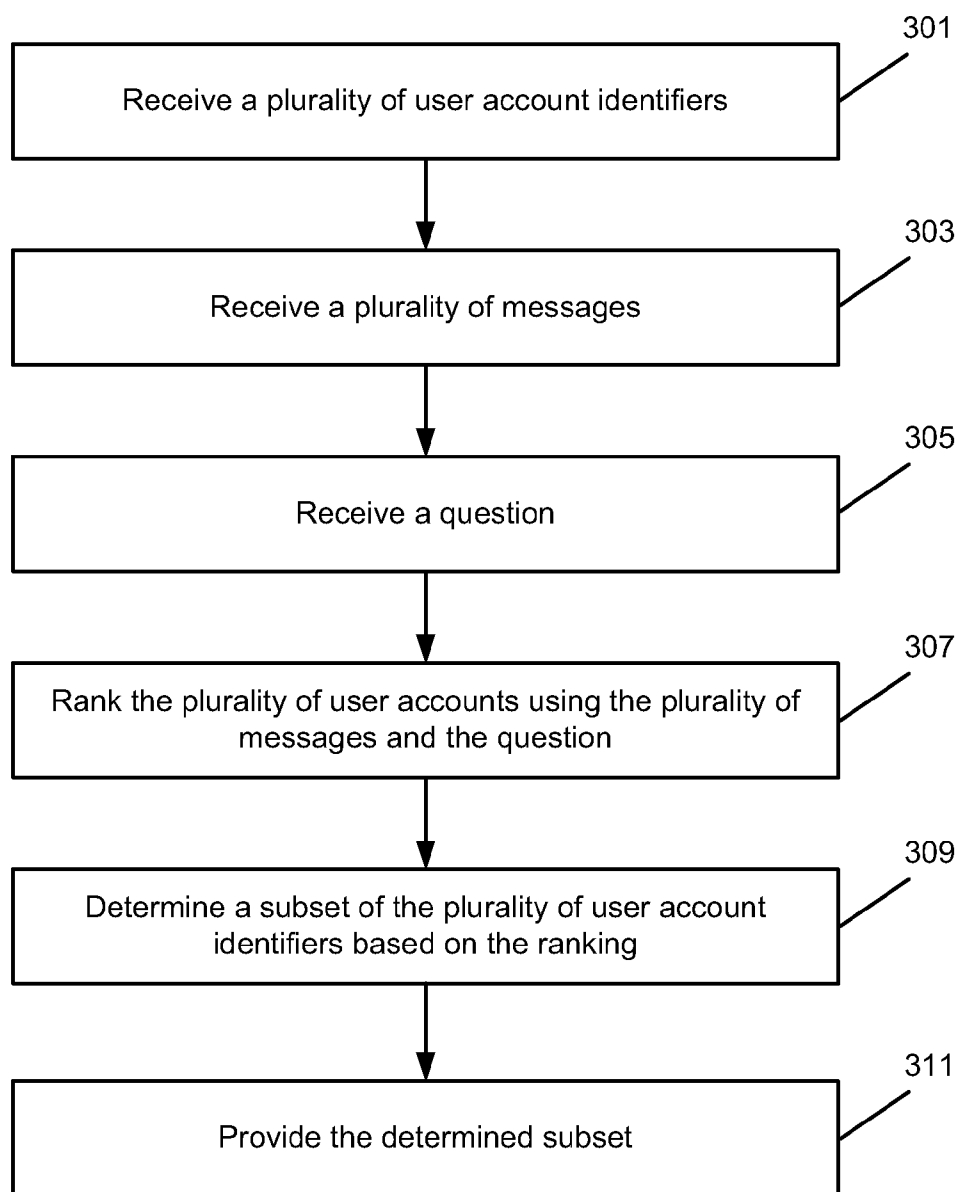 301
Receive a plurality of user account identifiers
303
Receive a plurality of messages
305
Receive a question
307
Rank the plurality of user accounts using the plurality of
messages and the question
309
Determine a subset of the plurality of user account
identifiers based on the ranking
311
Provide the determined subset